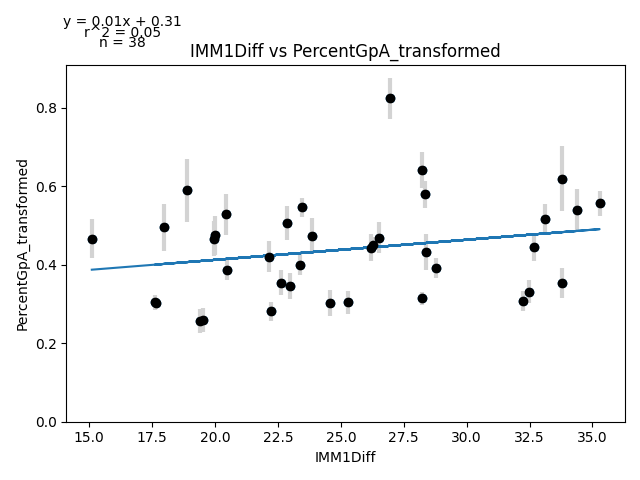 y = 0.01x + 0.31
r^2 = 0.05
n = 38
IMM1Diff vs PercentGpA_transformed
PercentGpA_transformed
0.8
0.6
0.4
0.2
0.0
15.0 17.5 20.0 22.5 25.0 27.5 30.0 32.5 35.0
IMM1Diff